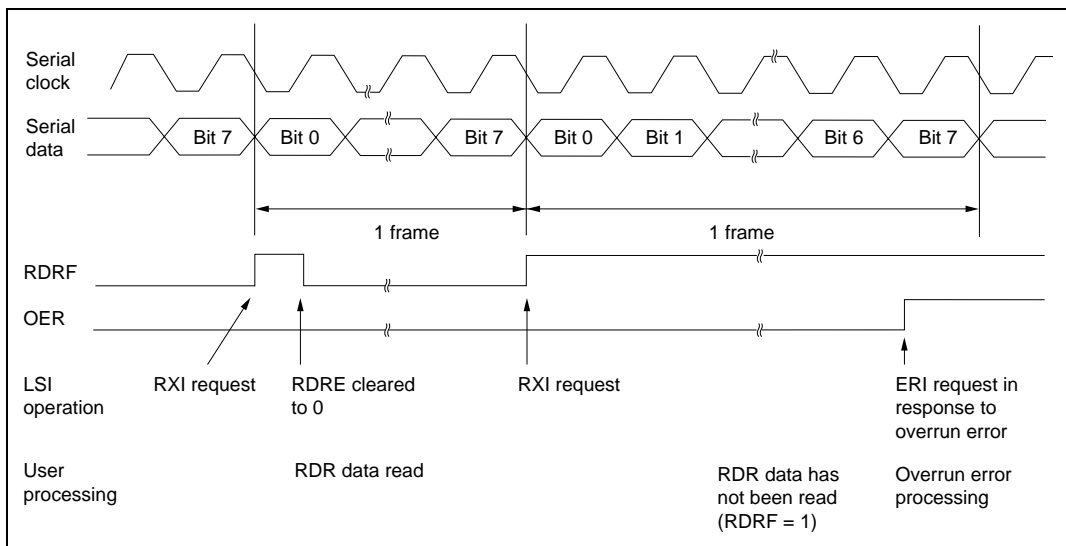 Serial
clock
Serial
data
Bit 7
Bit 0
Bit 7
Bit 0
Bit 1
Bit 6
Bit 7
1 frame
1 frame
RDRF
OER
LSI
operation
RXI request
RDRE cleared
to 0
RXI request
ERI request in
response to
overrun error
User
processing
RDR data read
RDR data has
not been read
(RDRF = 1)
Overrun error
processing